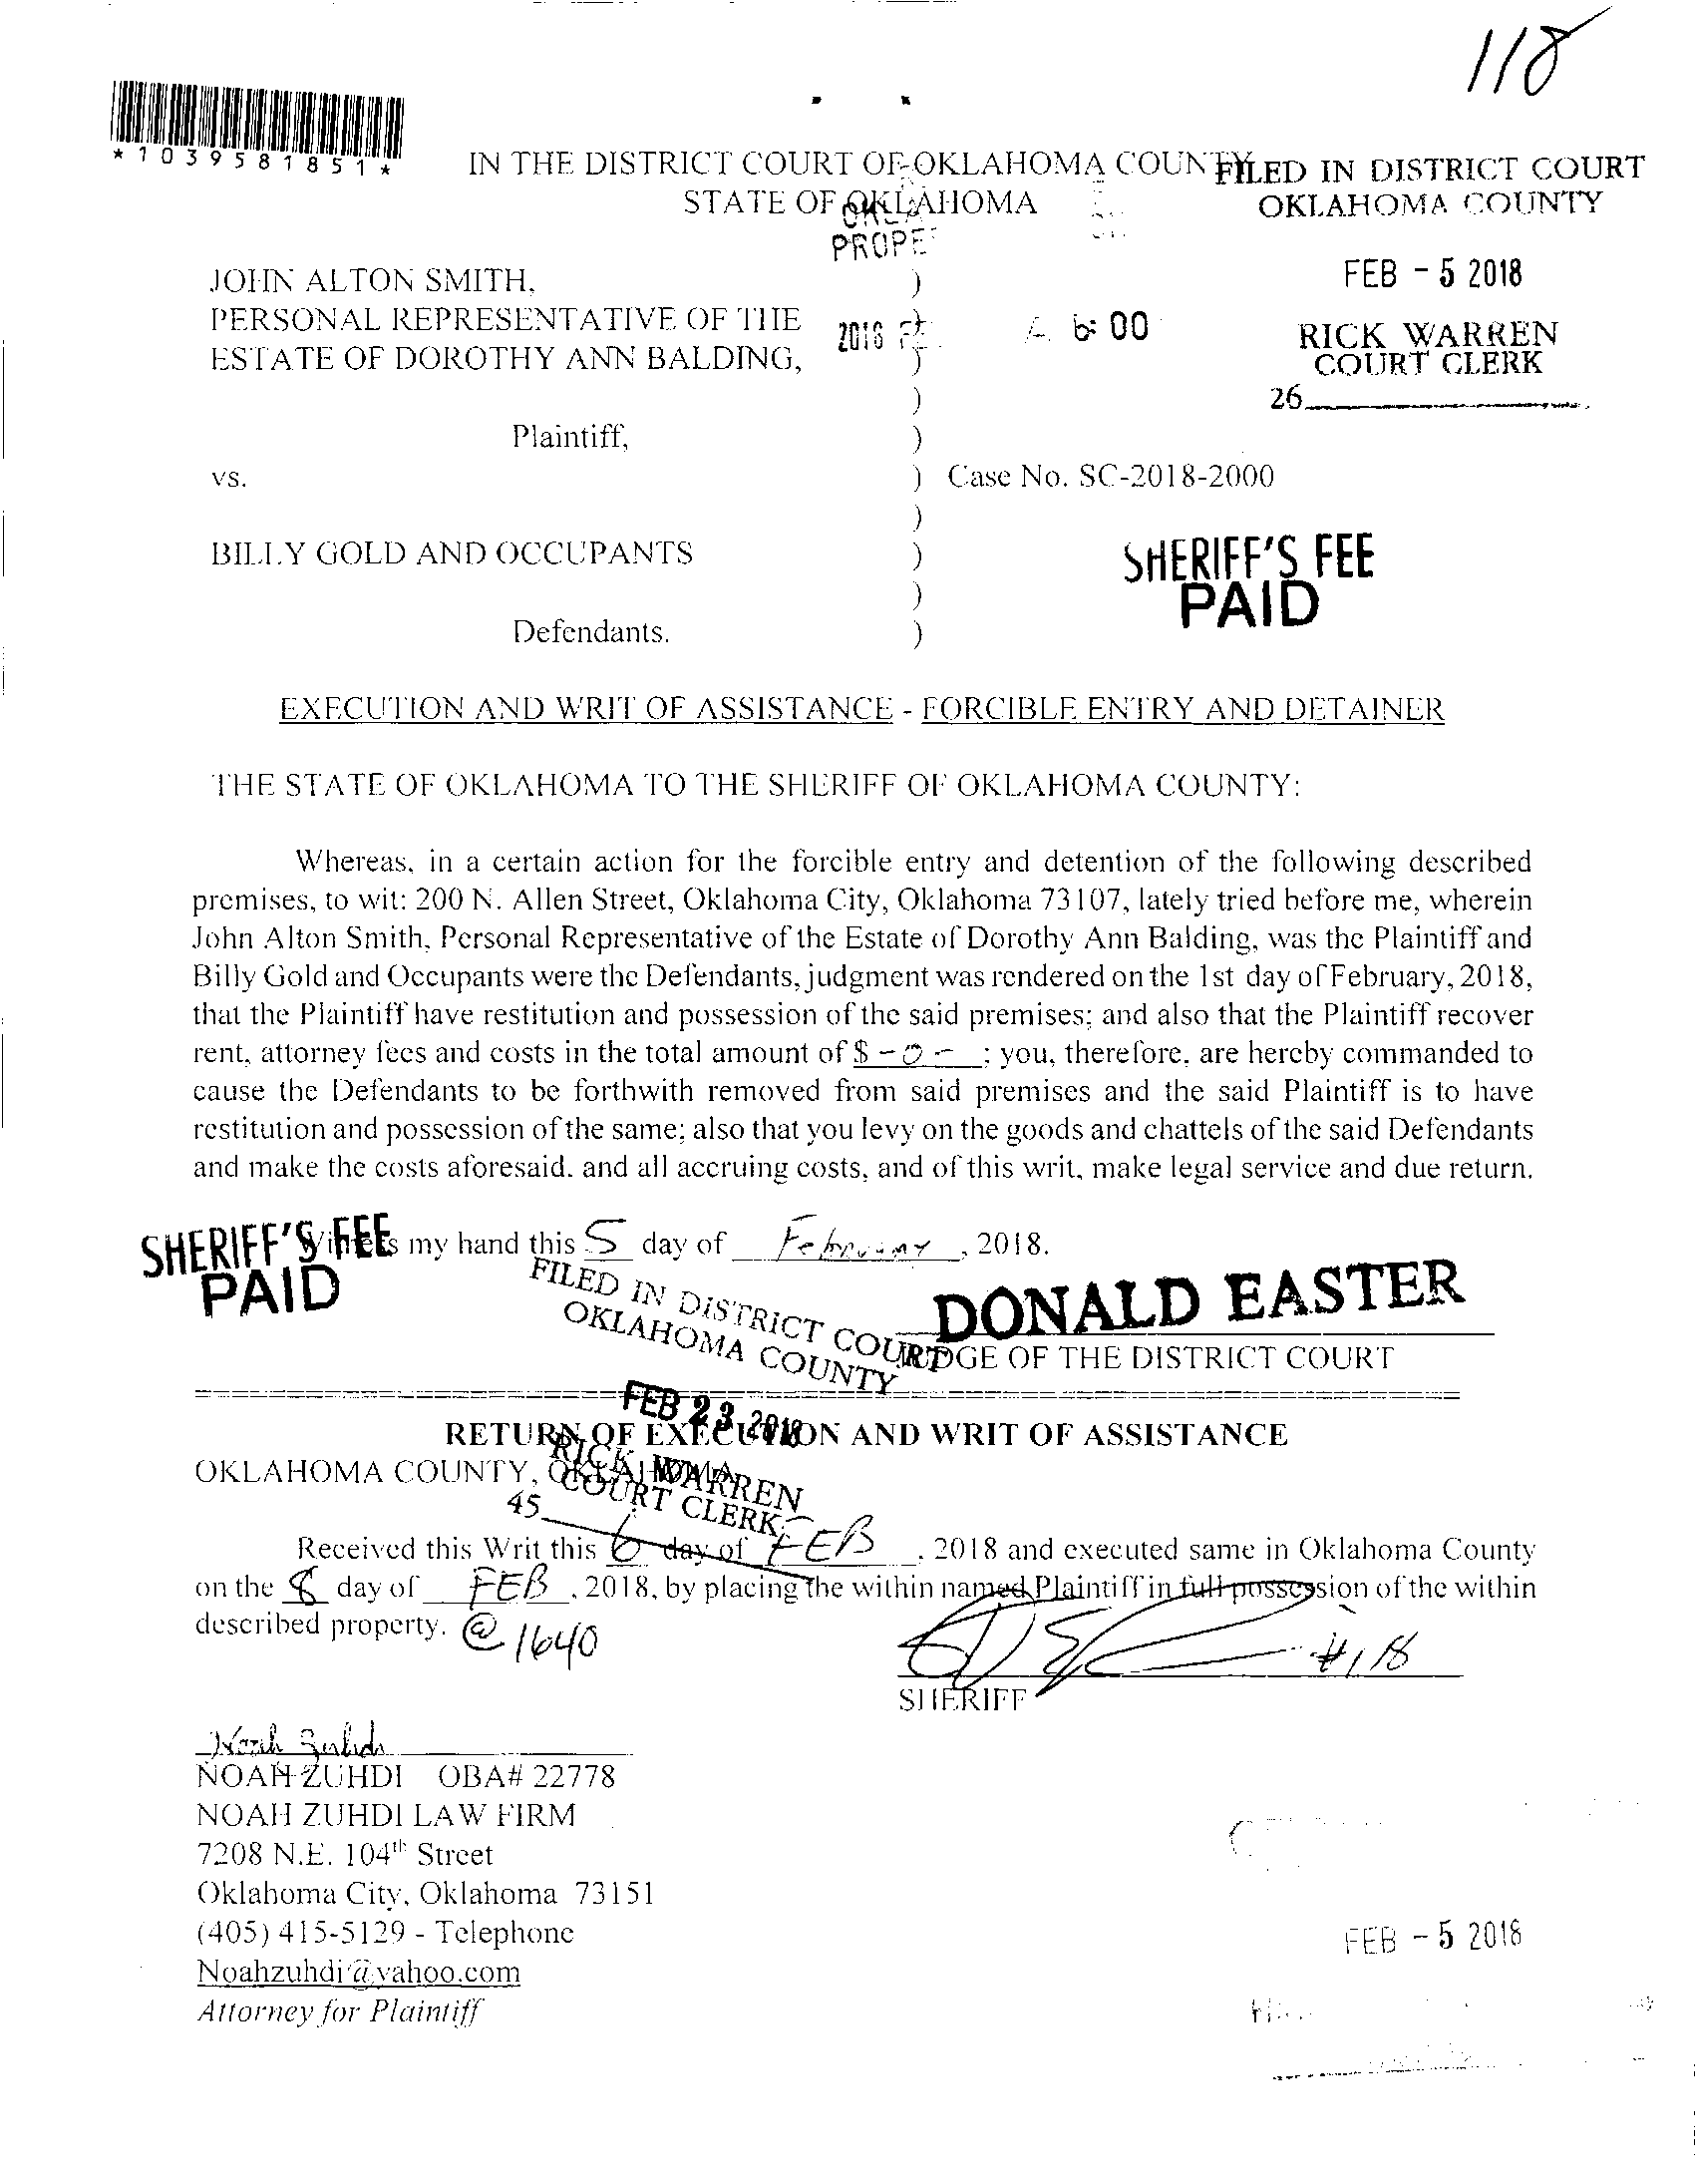 118
*1039581851*
IN THE DISTRICT COURT OF OKLAHOMA COUNTY
STATE OF OKLAHOMA
FILED IN DISTRICT COURT
OKLAHOMA COUNTY
FEB - 5 2018
RICK WARREN
COURT CLERK
26
PROPE
JOHN ALTON SMITH, )
PERSONAL REPRESENTATIVE OF THE )
ESTATE OF DOROTHY ANN BALDING, )
)
Plaintiff, )
vs. ) Case No. SC-2018-2000
)
BILLY GOLD AND OCCUPANTS )
)
Defendants. )
SHERIFF'S FEE
PAID
EXECUTION AND WRIT OF ASSISTANCE - FORCIBLE ENTRY AND DETAINER
THE STATE OF OKLAHOMA TO THE SHERIFF OF OKLAHOMA COUNTY:
Whereas, in a certain action for the forcible entry and detention of the following described
premises, to wit: 200 N. Allen Street, Oklahoma City, Oklahoma 73107, lately tried before me, wherein
John Alton Smith, Personal Representative of the Estate of Dorothy Ann Balding, was the Plaintiff and
Billy Gold and Occupants were the Defendants, judgment was rendered on the 1st day of February, 2018,
that the Plaintiff have restitution and possession of the said premises; and also that the Plaintiff recover
rent, attorney fees and costs in the total amount of $ -0- ; you, therefore, are hereby commanded to
cause the Defendants to be forthwith removed from said premises and the said Plaintiff is to have
restitution and possession of the same; also that you levy on the goods and chattels of the said Defendants
and make the costs aforesaid, and all accruing costs, and of this writ, make legal service and due return.
Witness my hand this 5 day of February, 2018.
SHERIFF'S FEE
PAID
FILED IN DISTRICT COURT
OKLAHOMA COUNTY
FEB 23 2018
RICK WARREN
COURT CLERK
45
DONALD EASTER
JUDGE OF THE DISTRICT COURT
RETURN OF EXECUTION AND WRIT OF ASSISTANCE
OKLAHOMA COUNTY, OKLAHOMA
Received this Writ this 6 day of FEB, 2018 and executed same in Oklahoma County
on the 8 day of FEB, 2018, by placing the within named Plaintiff in full possession of the within
described property. @ 1640
#118
SHERIFF
Noah Zuhdi
NOAH ZUHDI OBA# 22778
NOAH ZUHDI LAW FIRM
7208 N.E. 104th Street
Oklahoma City, Oklahoma 73151
(405) 415-5129 - Telephone
Noahzuhdi@yahoo.com
Attorney for Plaintiff
FEB - 5 2018